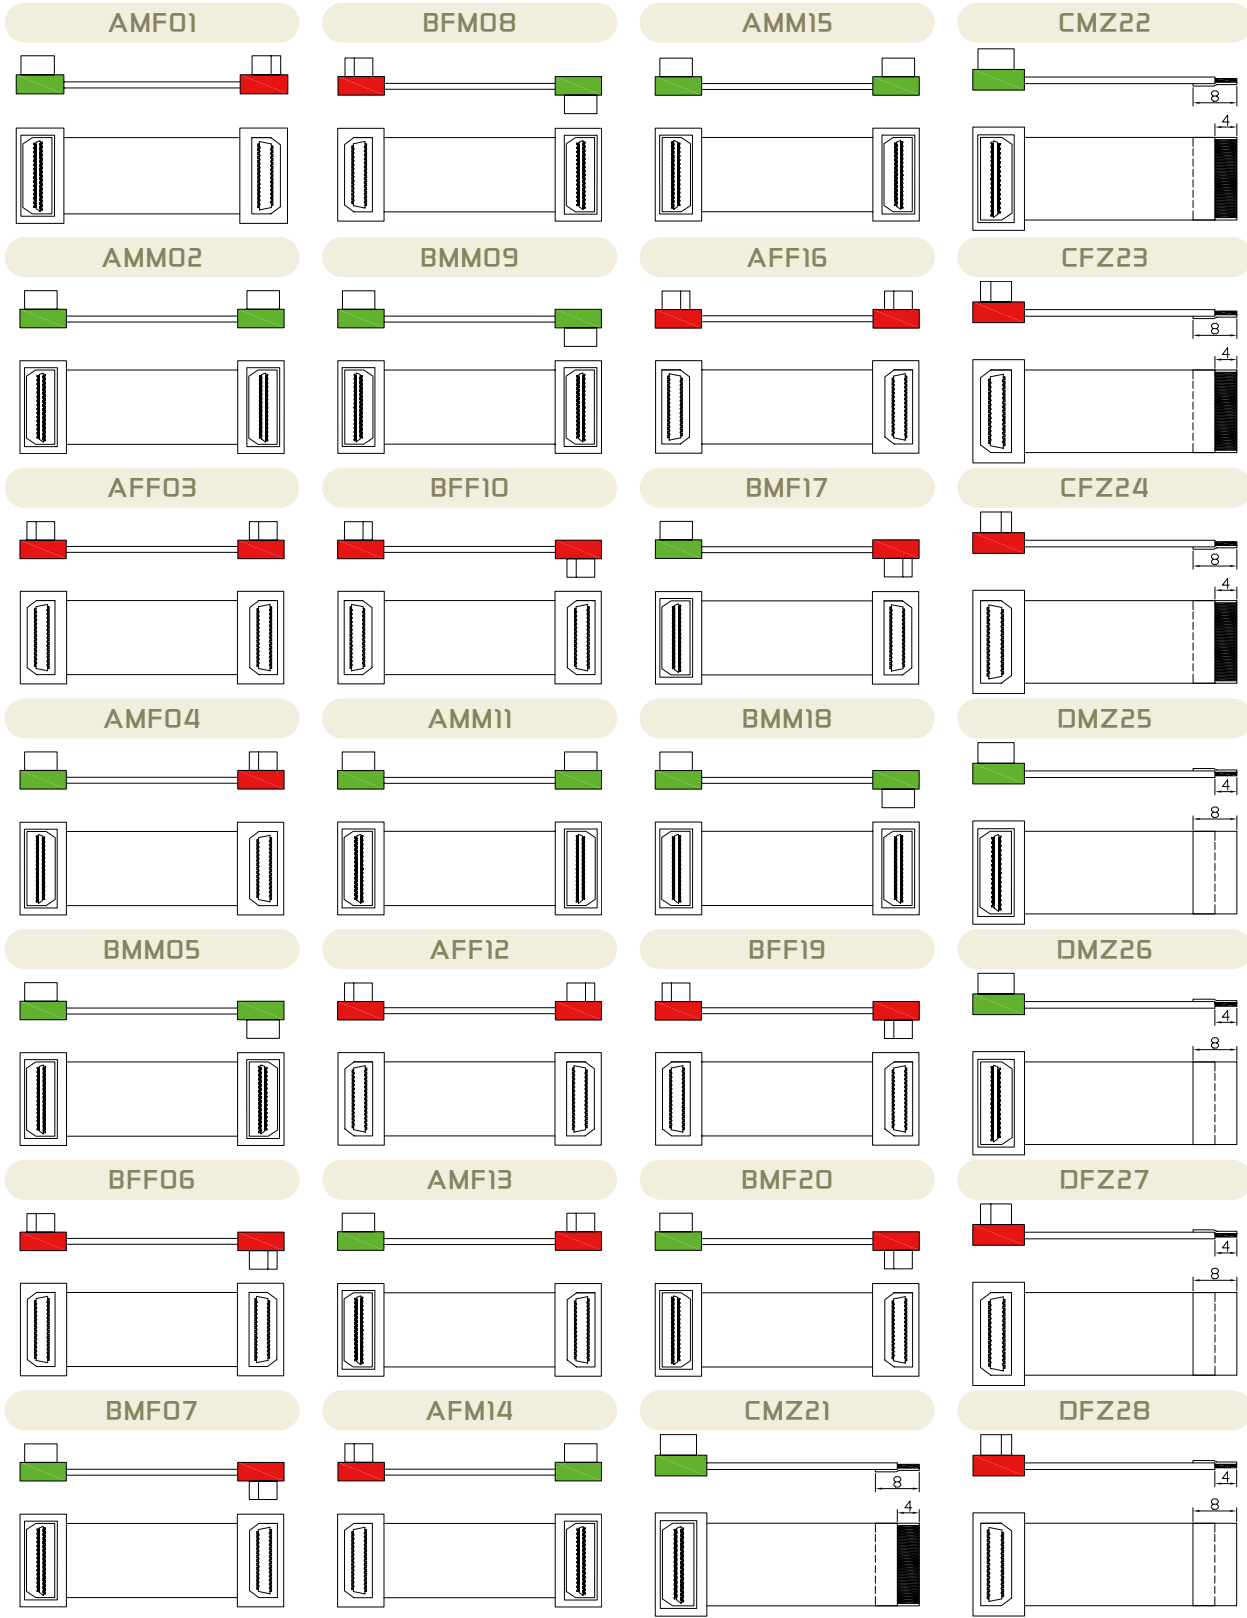 AMF01
BFM08
AMM15
CMZ22
8
4
AMM02
BMM09
AFF16
CFZ23
8
4
AFF03
BFF10
BMF17
CFZ24
8
4
AMF04
AMM11
BMM18
DMZ25
4
8
BMM05
AFF12
BFF19
DMZ26
4
8
BFF06
AMF13
BMF20
DFZ27
4
8
BMF07
AFM14
CMZ21
DFZ28
8
4
4
8